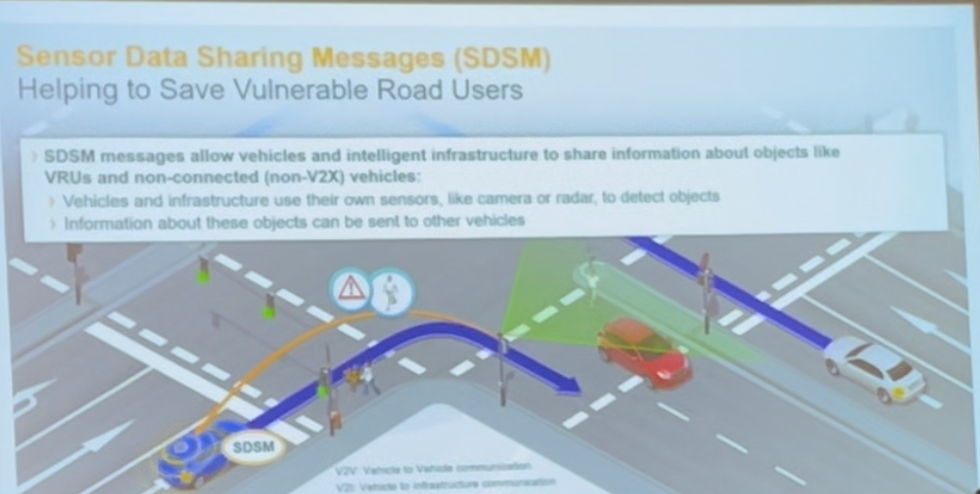 Sensor Data Sharing Messages (SDSM)
Helping to Save Vulnerable Road Users
SDSM messages allow vehicles and intelligent infrastructure to share information about objects like
VRUs and non-connected (non-V2X) vehicles:
Vehicles and infrastructure use their own sensors, like camera or radar, to detect objects
Information about these objects can be sent to other vehicles
SDSM
V2V: Vehicle to Vehicle communication
V2I: Vehicle to infrastructure communication